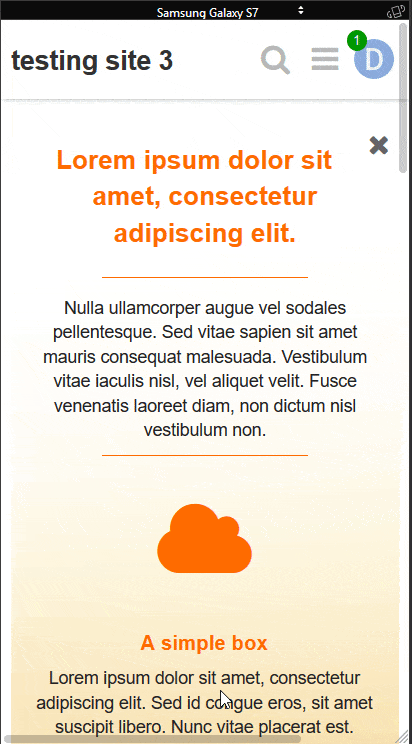 Samsung Galaxy S7
testing site 3
1
D
Lorem ipsum dolor sit
amet, consectetur
adipiscing elit.
Nulla ullamcorper augue vel sodales
pellentesque. Sed vitae sapien sit amet
mauris consequat malesuada. Vestibulum
vitae iaculis nisl, vel aliquet velit. Fusce
venenatis laoreet diam, non dictum nisl
vestibulum non.
A simple box
Lorem ipsum dolor sit amet, consectetur
adipiscing elit. Sed id congue eros, sit amet
suscipit libero. Nunc vitae placerat est.